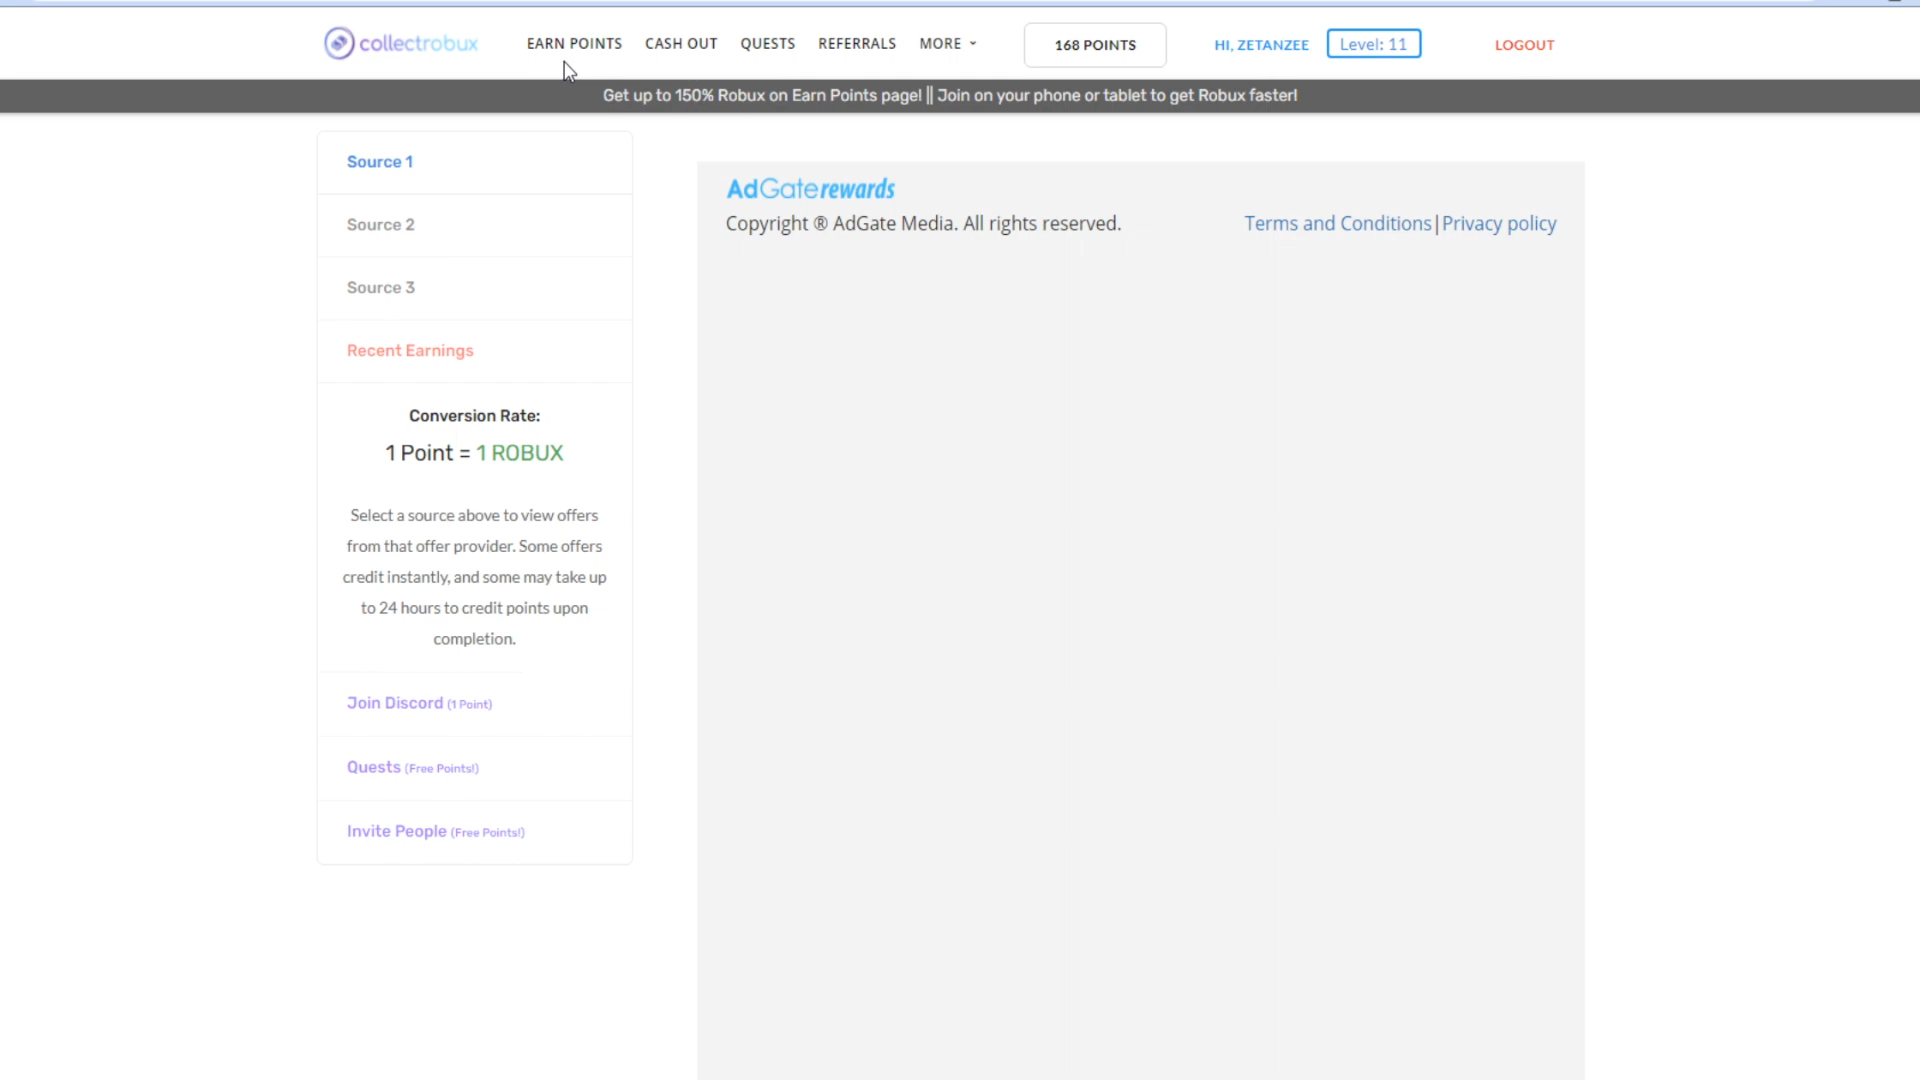 collectrobux EARN POINTS CASH OUT QUESTS REFERRALS MORE 168 POINTS HI, ZETANZEE Level: 11 LOGOUT
Get up to 150% Robux on Earn Points page! || Join on your phone or tablet to get Robux faster!
Source 1
Source 2
Source 3
Recent Earnings
Conversion Rate:
1 Point = 1 ROBUX
Select a source above to view offers
from that offer provider. Some offers
credit instantly, and some may take up
to 24 hours to credit points upon
completion.
Join Discord (1 Point)
Quests (Free Points!)
Invite People (Free Points!)
AdGate rewards
Copyright ® AdGate Media. All rights reserved. Terms and Conditions|Privacy policy